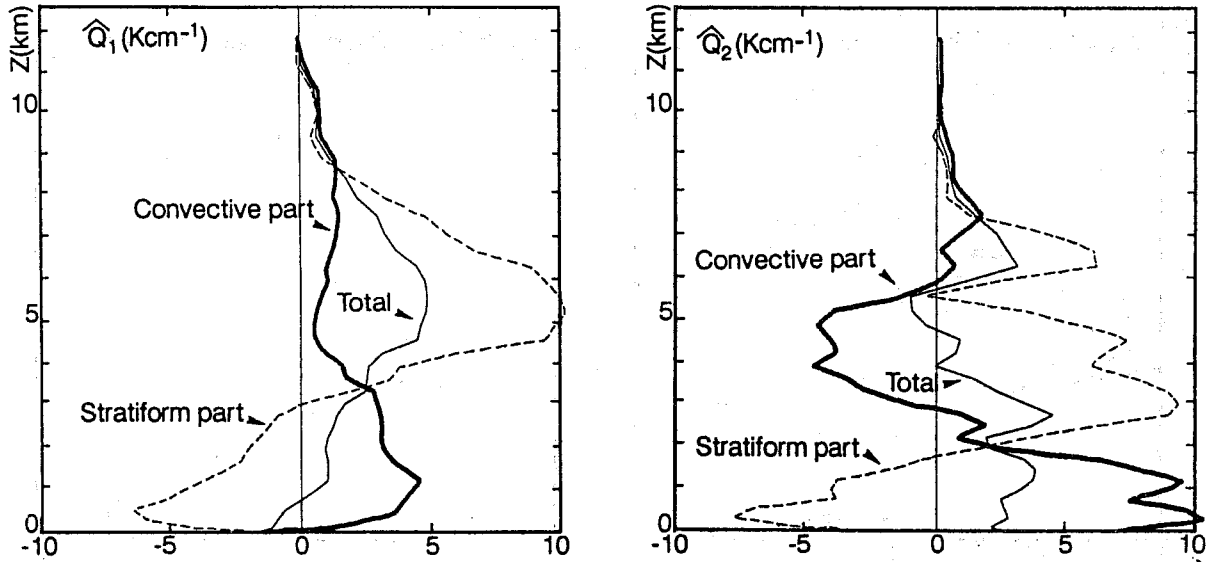 Z(km)
Q̂₁ (Kcm⁻¹)
10
Convective part
Total
5
Stratiform part
0
-10
-5
0
5
10
Z(km)
Q̂₂ (Kcm⁻¹)
10
Convective part
5
Total
Stratiform part
0
-10
-5
0
5
10